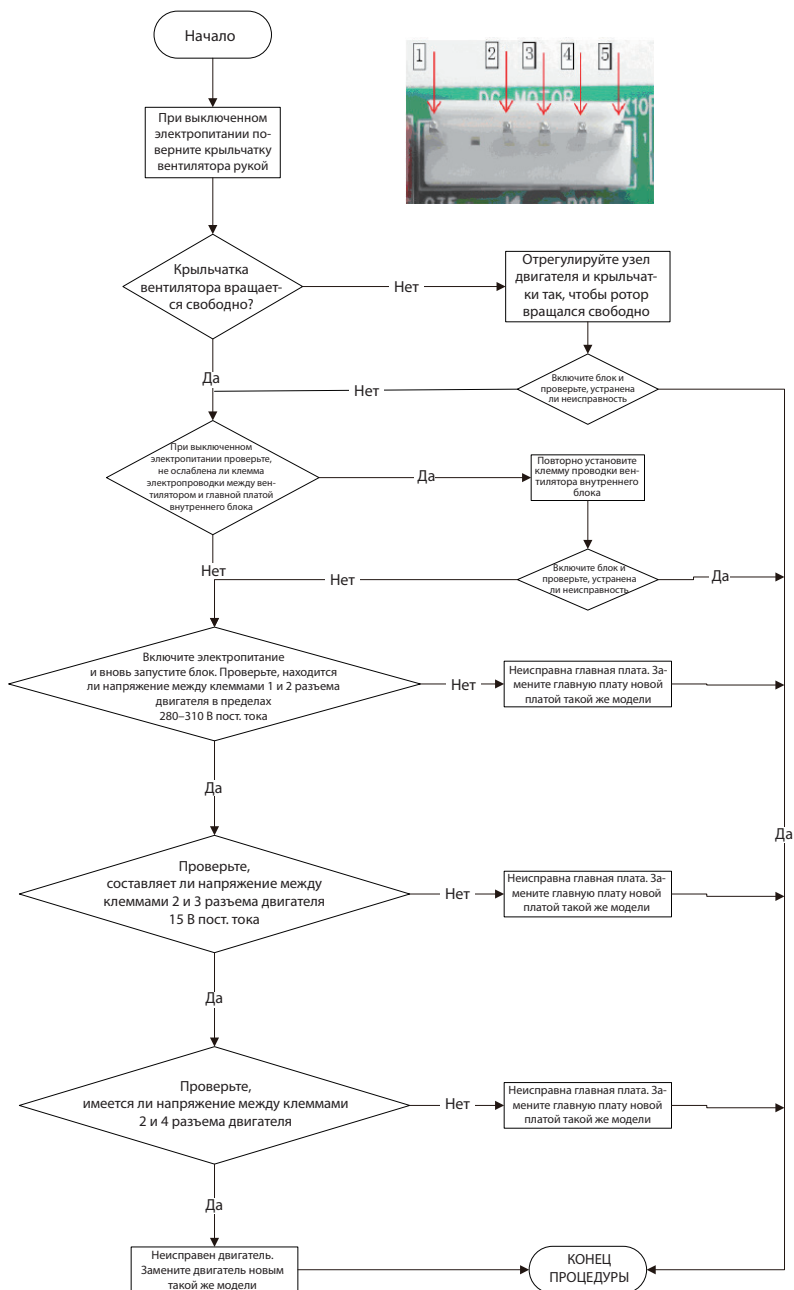 Начало
1 2 3 4 5
DC-MOTOR
1
При выключенном
электропитании по-
верните крыльчатку
вентилятора рукой
Крыльчатка
вентилятора вращает-
ся свободно?
Нет
Отрегулируйте узел
двигателя и крыльчат-
ки так, чтобы ротор
вращался свободно
Да
Нет
Включите блок и
проверьте, устранена
ли неисправность
При выключенном
электропитании проверьте,
не ослаблена ли клемма
электропроводки между вен-
тилятором и главной платой
внутреннего блока
Да
Повторно установите
клемму проводки вен-
тилятора внутреннего
блока
Нет
Нет
Включите блок и
проверьте, устранена
ли неисправность
Да
Включите электропитание
и вновь запустите блок. Проверьте, находится
ли напряжение между клеммами 1 и 2 разъема
двигателя в пределах
280–310 В пост. тока
Нет
Неисправна главная плата. За-
мените главную плату новой
платой такой же модели
Да
Да
Проверьте,
составляет ли напряжение между
клеммами 2 и 3 разъема двигателя
15 В пост. тока
Нет
Неисправна главная плата. За-
мените главную плату новой
платой такой же модели
Да
Проверьте,
имеется ли напряжение между клеммами
2 и 4 разъема двигателя
Нет
Неисправна главная плата. За-
мените главную плату новой
платой такой же модели
Да
Неисправен двигатель.
Замените двигатель новым
такой же модели
КОНЕЦ
ПРОЦЕДУРЫ